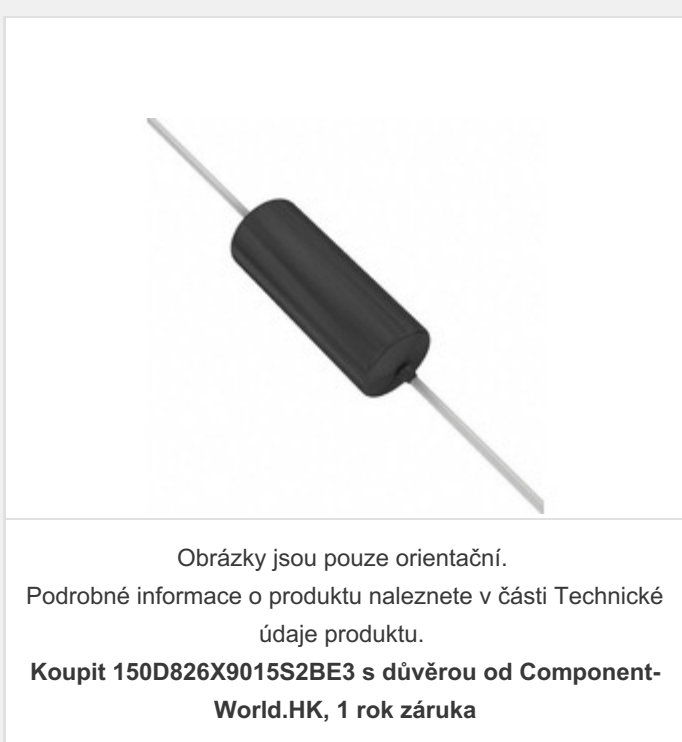 Obrázky jsou pouze orientační.
Podrobné informace o produktu naleznete v části Technické
údaje produktu.
Koupit 150D826X9015S2BE3 s důvěrou od Component-
World.HK, 1 rok záruka